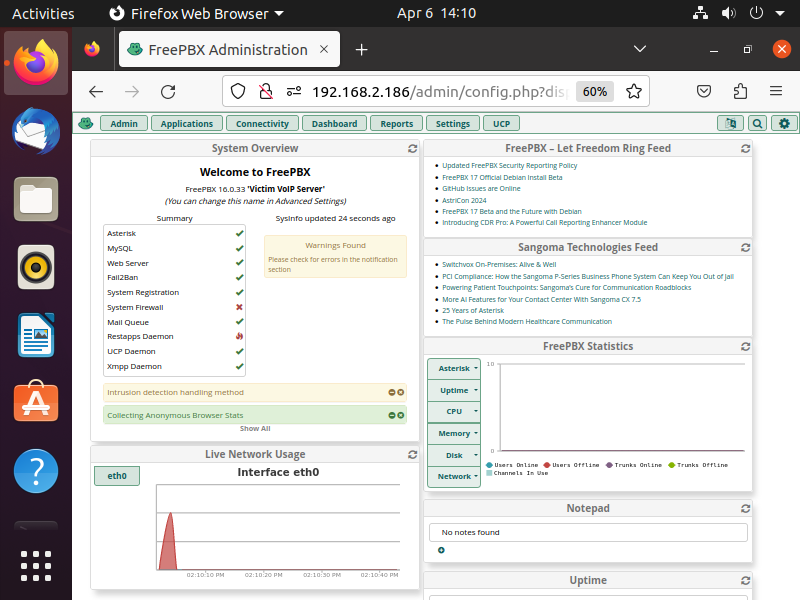 Activities
Firefox Web Browser
Apr 6 14:10
FreePBX Administration
192.168.2.186/admin/config.php?dis
60%
Admin
Applications
Connectivity
Dashboard
Reports
Settings
UCP
System Overview
Welcome to FreePBX
FreePBX 16.0.33 'Victim VoIP Server'
(You can change this name in Advanced Settings)
Summary
SysInfo updated 24 seconds ago
Asterisk
MySQL
Web Server
Fail2Ban
System Registration
System Firewall
Mail Queue
Restapps Daemon
UCP Daemon
Xmpp Daemon
Warnings Found
Please check for errors in the notification
section
Intrusion detection handling method
Collecting Anonymous Browser Stats
Show All
Live Network Usage
eth0
Interface eth0
02:10:10 PM
02:10:20 PM
02:10:30 PM
02:10:40 PM
FreePBX – Let Freedom Ring Feed
Updated FreePBX Security Reporting Policy
FreePBX 17 Official Debian Install Beta
GitHub Issues are Online
AstriCon 2024
FreePBX 17 Beta and the Future with Debian
Introducing CDR Pro: A Powerful Call Reporting Enhancer Module
Sangoma Technologies Feed
Switchvox On-Premises: Alive & Well
PCI Compliance: How the Sangoma P-Series Business Phone System Can Keep You Out of Jail
Powering Patient Touchpoints: Sangoma's Cure for Communication Roadblocks
More AI Features for Your Contact Center With Sangoma CX 7.5
25 Years of Asterisk
The Pulse Behind Modern Healthcare Communication
FreePBX Statistics
Asterisk
Uptime
CPU
Memory
Disk
Network
10
0
Users Online
Users Offline
Trunks Online
Trunks Offline
Channels In Use
Notepad
No notes found
Uptime